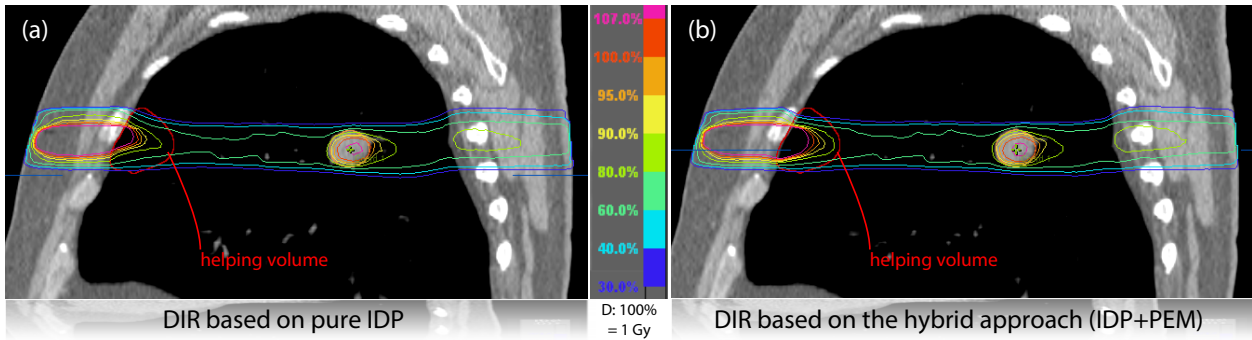 (a)
helping volume
DIR based on pure IDP
107.0%
100.0%
95.0%
90.0%
80.0%
60.0%
40.0%
30.0%
D: 100%
= 1 Gy
(b)
helping volume
DIR based on the hybrid approach (IDP+PEM)